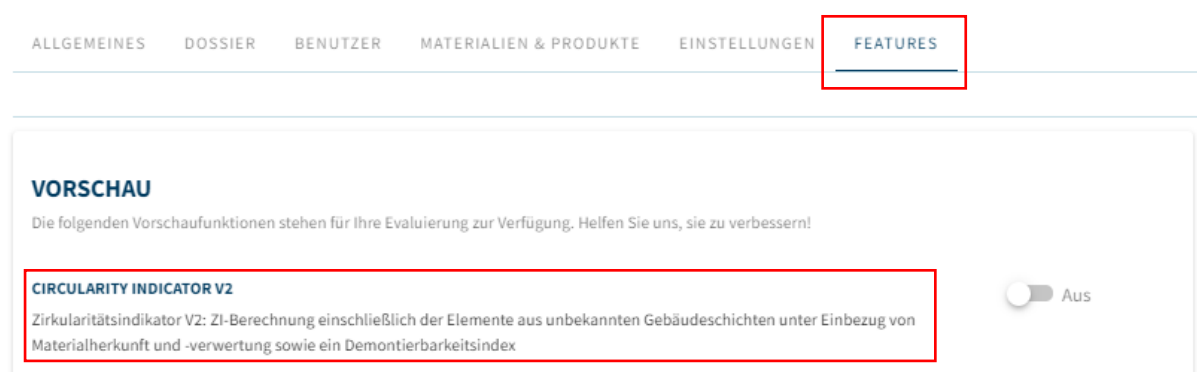 ALLGEMEINES DOSSIER BENUTZER MATERIALIEN & PRODUKTE EINSTELLUNGEN FEATURES
VORSCHAU
Die folgenden Vorschaufunktionen stehen für Ihre Evaluierung zur Verfügung. Helfen Sie uns, sie zu verbessern!
CIRCULARITY INDICATOR V2
Aus
Zirkularitätsindikator V2: ZI-Berechnung einschließlich der Elemente aus unbekannten Gebäudeschichten unter Einbezug von
Materialherkunft und -verwertung sowie ein Demontierbarkeitsindex